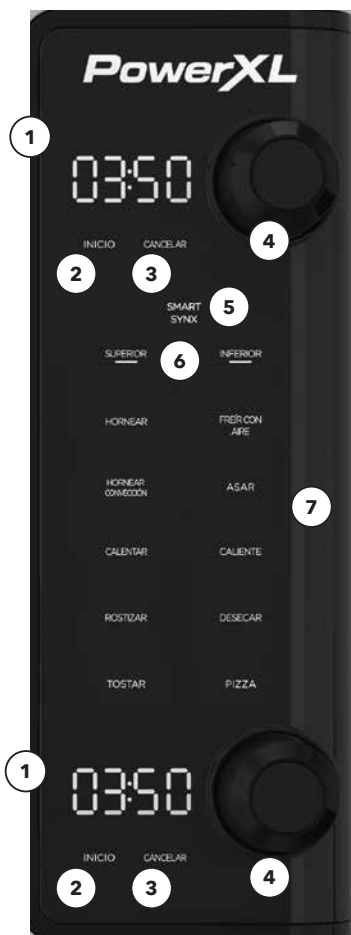 PowerXL
1
03:50
4
INICIO CANCELAR
2 3
SMART
SYNX
5
SUPERIOR 6 INFERIOR
HORNEAR FREÍR CON
AIRE
HORNEAR
CONVECCIÓN
ASAR
7
CALENTAR CALIENTE
ROSTIZAR DESECAR
TOSTAR PIZZA
1
03:50
4
INICIO CANCELAR
2 3